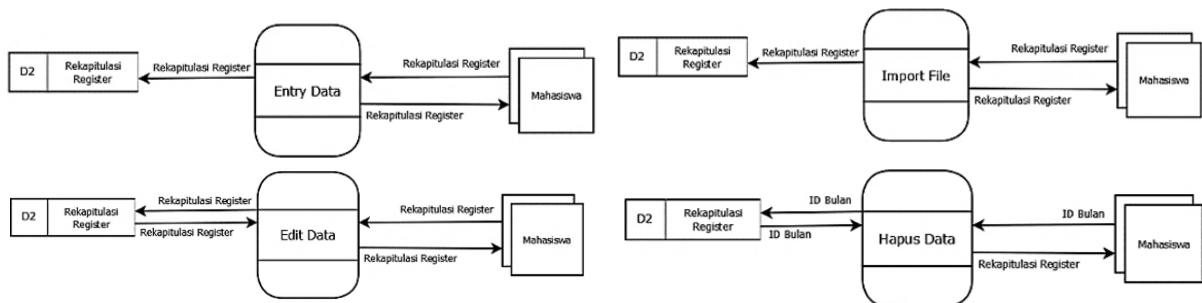 D2
Rekapitulasi
Register
Rekapitulasi Register
Entry Data
Rekapitulasi Register
Rekapitulasi Register
Mahasiswa
D2
Rekapitulasi
Register
Rekapitulasi Register
Import File
Rekapitulasi Register
Rekapitulasi Register
Mahasiswa
D2
Rekapitulasi
Register
Rekapitulasi Register
Rekapitulasi Register
Edit Data
Rekapitulasi Register
Rekapitulasi Register
Mahasiswa
D2
Rekapitulasi
Register
ID Bulan
ID Bulan
Hapus Data
ID Bulan
Rekapitulasi Register
Mahasiswa